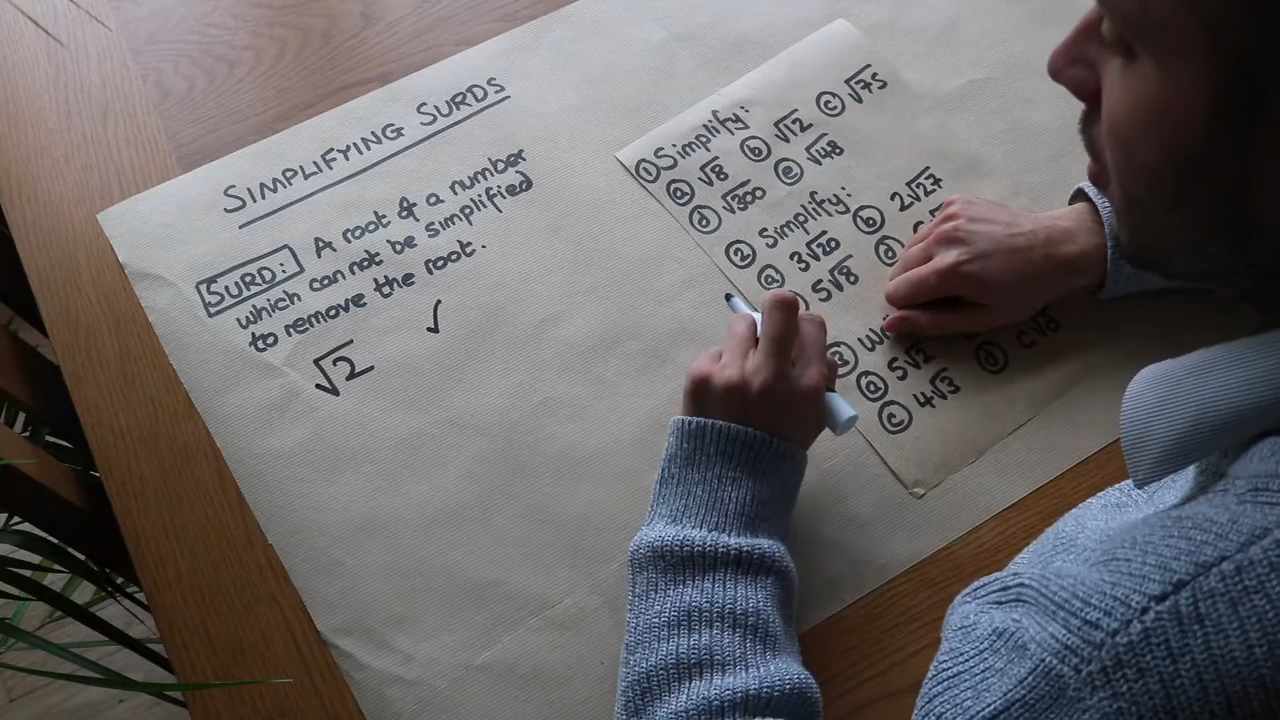 SIMPLIFYING SURDS
SURD: A root of a number
which can not be simplified
to remove the root.
√2 ✓
① Simplify:
ⓐ √8 ⓑ √12 ⓒ √75
ⓓ √300 ⓔ √48
② Simplify:
ⓐ 3√20 ⓑ 2√27
5√8 ⓓ
③
ⓐ 5√2
ⓒ 4√3 ⓓ